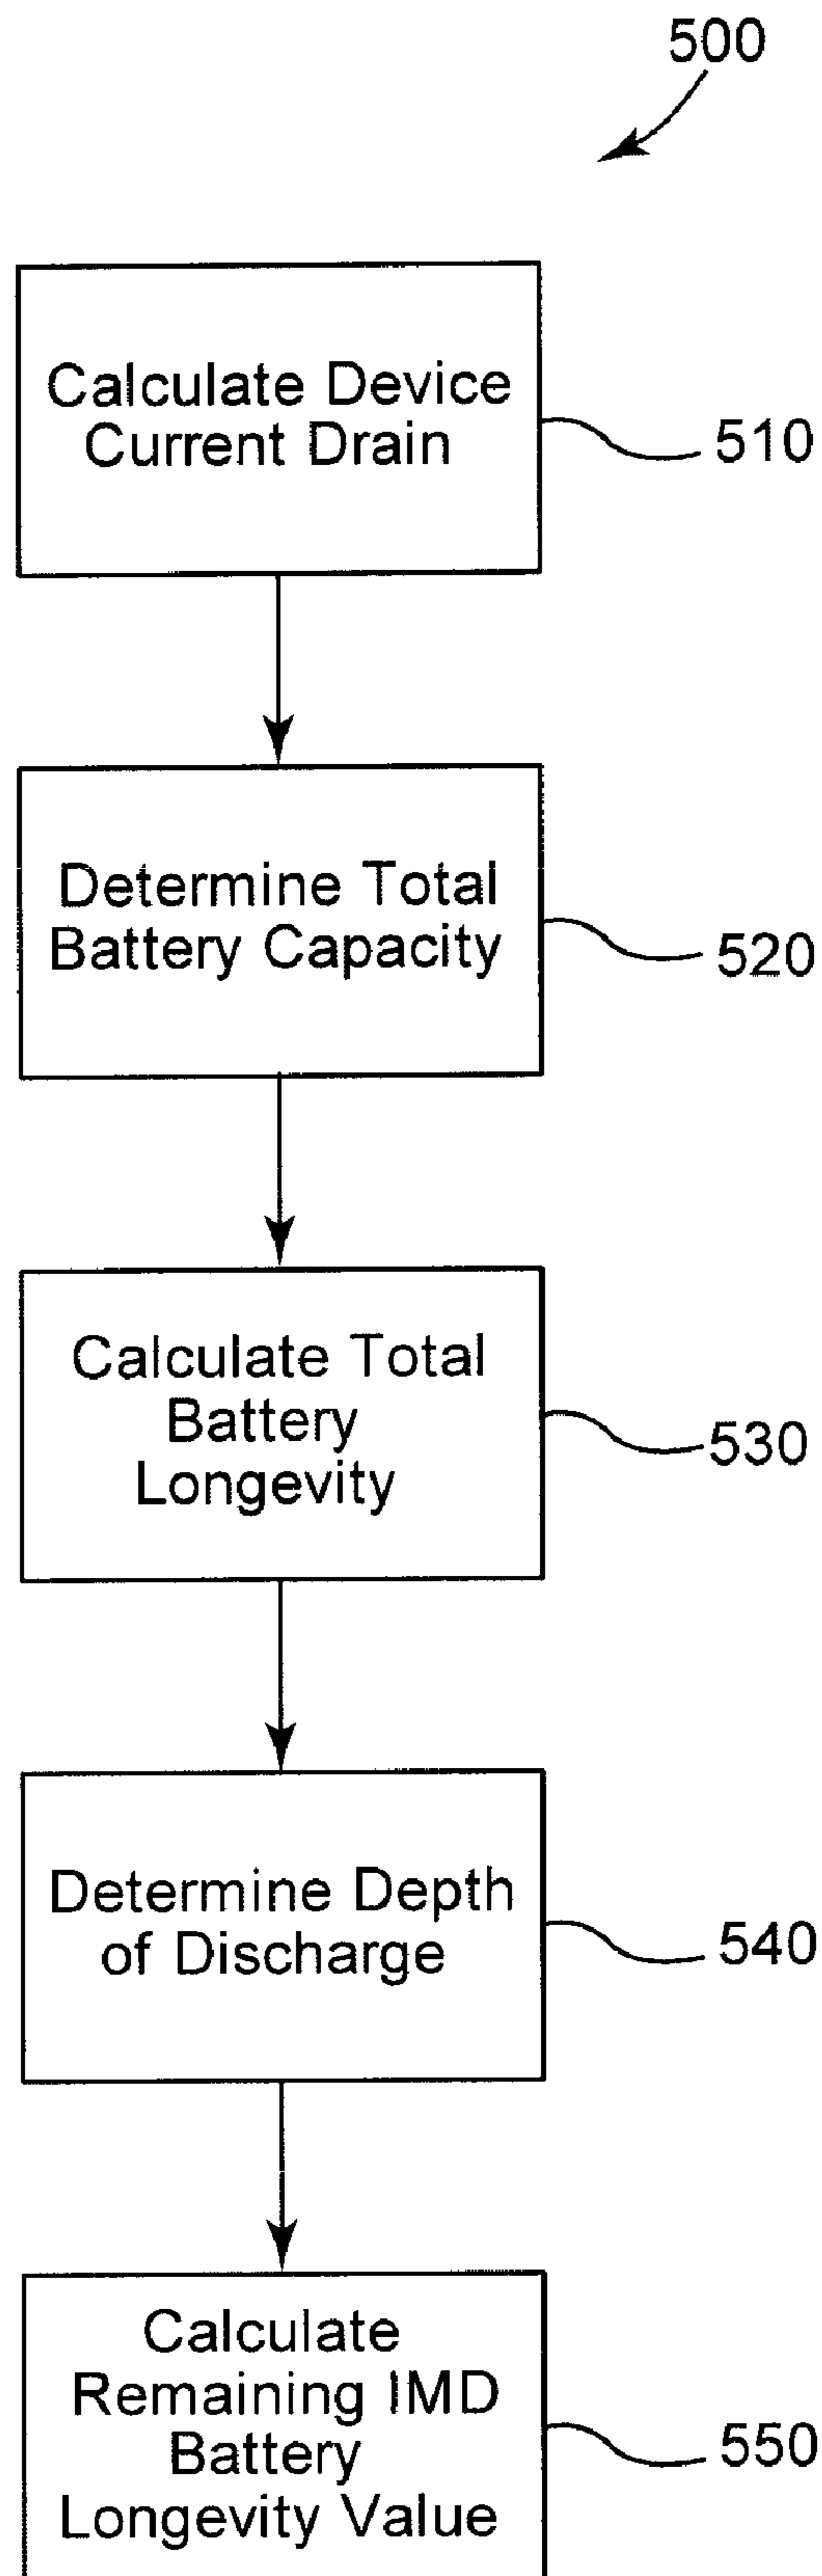 500
Calculate Device
Current Drain
510
Determine Total
Battery Capacity
520
Calculate Total
Battery
Longevity
530
Determine Depth
of Discharge
540
Calculate
Remaining IMD
Battery
Longevity Value
550